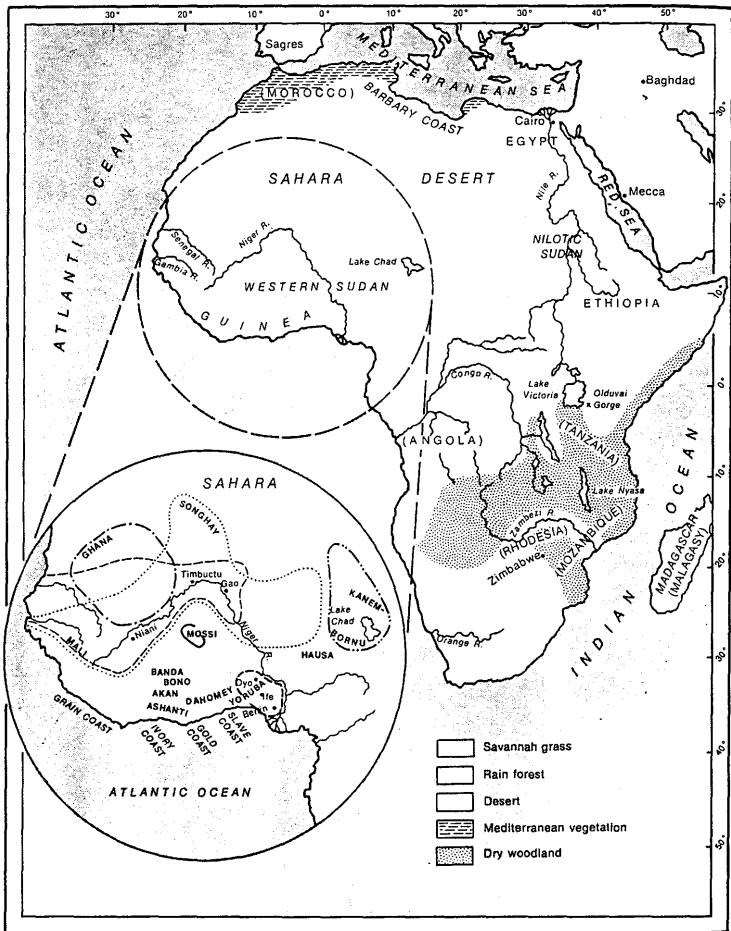 30° 20° 10° 0° 10° 20° 30° 40° 50°
Sagres
MEDITERRANEAN SEA
Baghdad
(MOROCCO)
BARBARY COAST
30°
Cairo
EGYPT
ATLANTIC OCEAN
SAHARA DESERT
Nile R.
RED SEA
Mecca
20°
Senegal R.
Niger R.
NILOTIC
SUDAN
Gambia R.
Lake Chad
WESTERN SUDAN
ETHIOPIA
10°
GUINEA
Congo R.
Lake
Victoria
Olduvai
Gorge
0°
(ANGOLA)
(TANZANIA)
10°
Lake Nyasa
Zambezi R.
(RHODESIA)
(MOZAMBIQUE)
Zimbabwe
MADAGASCAR
(MALAGASY)
20°
INDIAN OCEAN
Orange R.
30°
SAHARA
SONGHAY
GHANA
Timbuctu
Gao
KANEM-
BORNU
Lake
Chad
Niani
Niger
MALI
MOSSI
HAUSA
R
BANDA
BONO
AKAN
ASHANTI
DAHOMEY
YORUBA
Oyo
Ife
Benin
GRAIN COAST
IVORY
COAST
GOLD
COAST
SLAVE
COAST
ATLANTIC OCEAN
40°
50°
Savannah grass
Rain forest
Desert
Mediterranean vegetation
Dry woodland